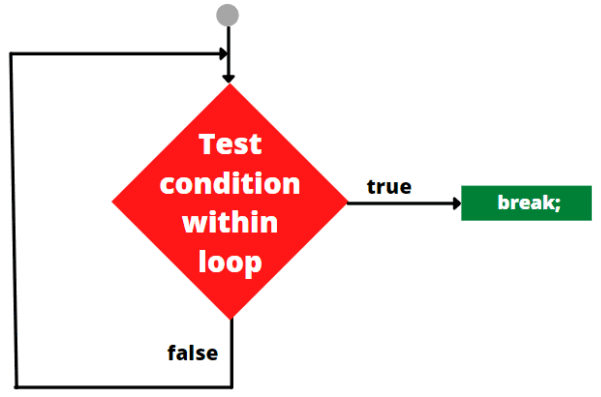 Test
condition
within
loop
true
break;
false